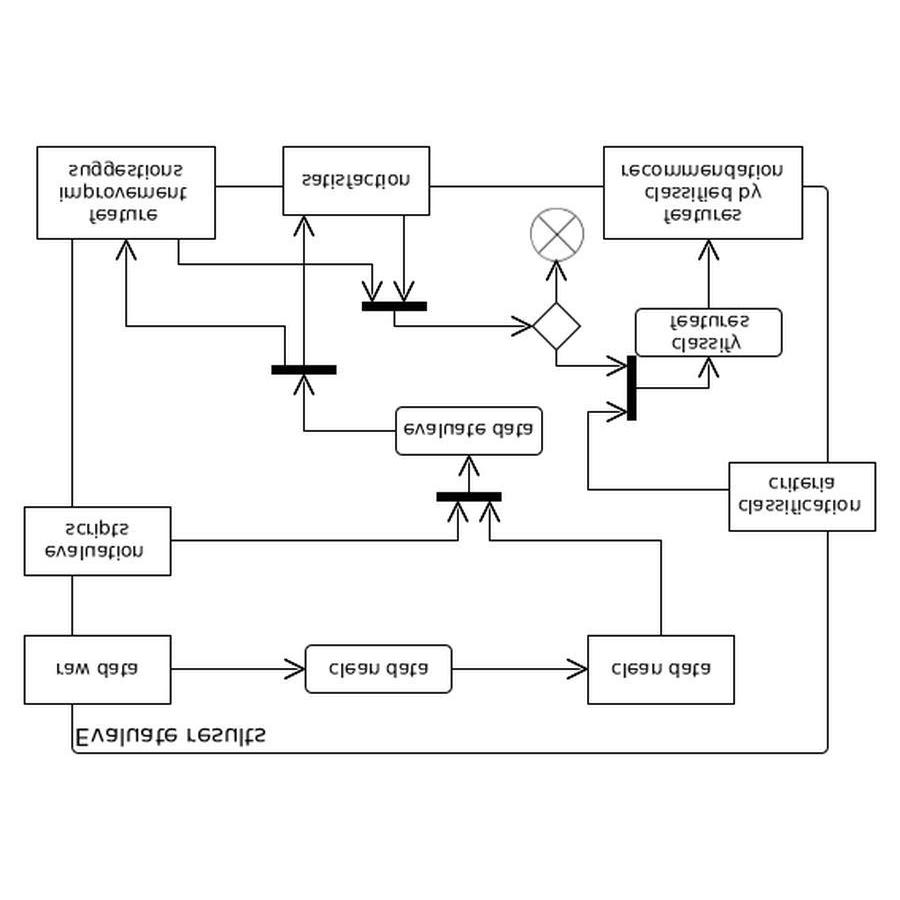 Evaluate results
raw data
clean data
clean data
evaluation
scripts
classification
criteria
evaluate data
classify
features
feature
improvement
suggestions
satisfaction
features
classified by
recommendation